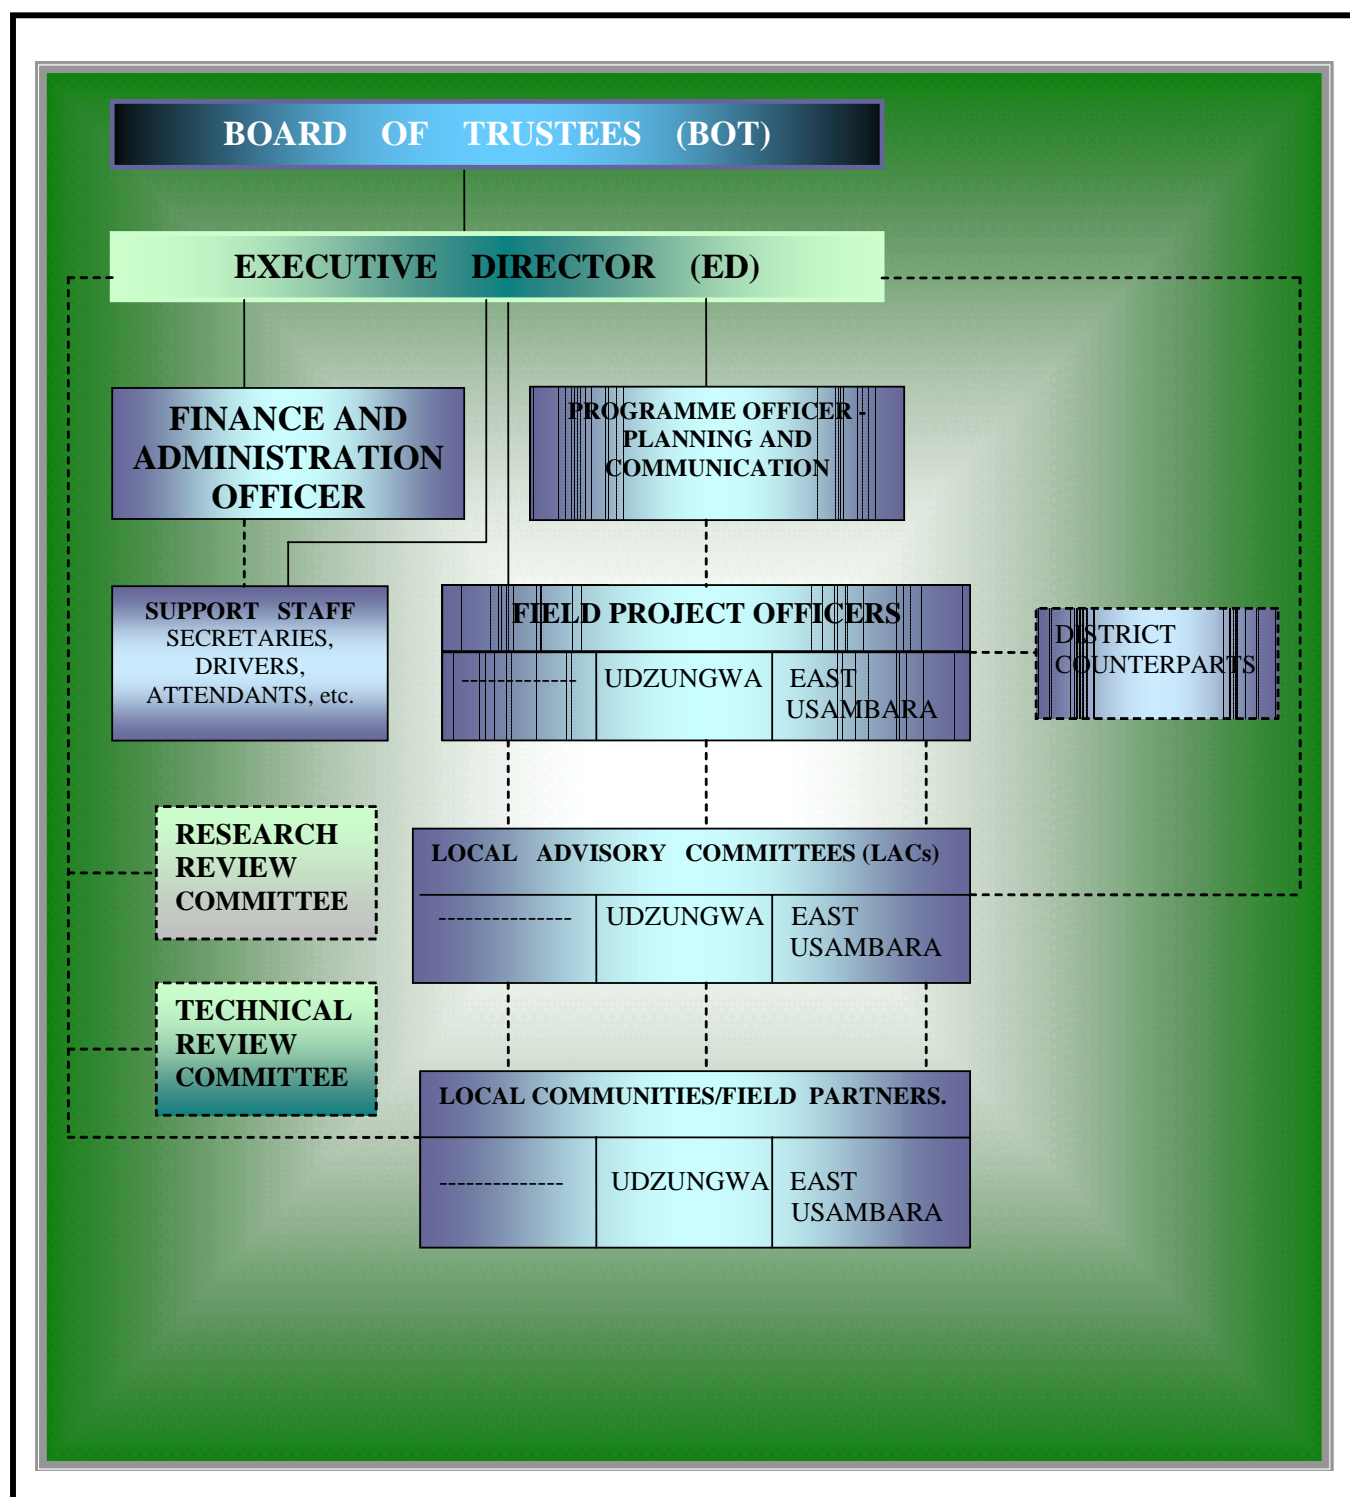 BOARD OF TRUSTEES (BOT)
EXECUTIVE DIRECTOR (ED)
FINANCE AND
ADMINISTRATION
OFFICER
PROGRAMME OFFICER -
PLANNING AND
COMMUNICATION
SUPPORT STAFF
SECRETARIES,
DRIVERS,
ATTENDANTS, etc.
FIELD PROJECT OFFICERS
-------------
UDZUNGWA
EAST
USAMBARA
DISTRICT
COUNTERPARTS
RESEARCH
REVIEW
COMMITTEE
LOCAL ADVISORY COMMITTEES (LACs)
---------------
UDZUNGWA
EAST
USAMBARA
TECHNICAL
REVIEW
COMMITTEE
LOCAL COMMUNITIES/FIELD PARTNERS.
--------------
UDZUNGWA
EAST
USAMBARA